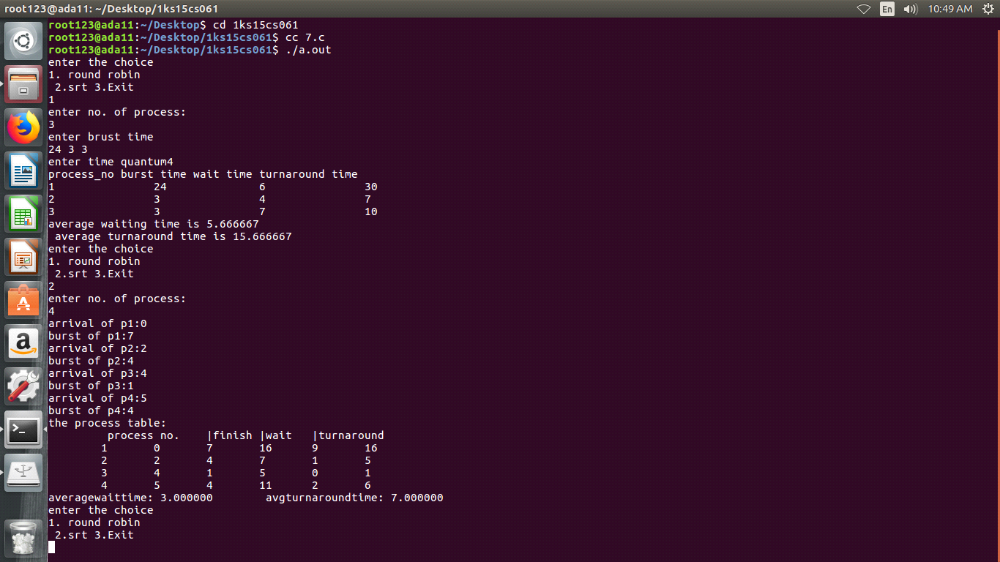 root123@ada11: ~/Desktop/1ks15cs061
En
10:49 AM
root123@ada11:~/Desktop$ cd 1ks15cs061
root123@ada11:~/Desktop/1ks15cs061$ cc 7.c
root123@ada11:~/Desktop/1ks15cs061$ ./a.out
enter the choice
1. round robin
 2.srt 3.Exit
1
enter no. of process:
3
enter brust time
24 3 3
enter time quantum4
process_no burst time wait time turnaround time
1               24              6               30
2               3               4               7
3               3               7               10
average waiting time is 5.666667
 average turnaround time is 15.666667
enter the choice
1. round robin
 2.srt 3.Exit
2
enter no. of process:
4
arrival of p1:0
burst of p1:7
arrival of p2:2
burst of p2:4
arrival of p3:4
burst of p3:1
arrival of p4:5
burst of p4:4
the process table:
         process no.    |finish |wait   |turnaround
        1       0       7       16      9       16
        2       2       4       7       1       5
        3       4       1       5       0       1
        4       5       4       11      2       6
averagewaittime: 3.000000        avgturnaroundtime: 7.000000
enter the choice
1. round robin
 2.srt 3.Exit